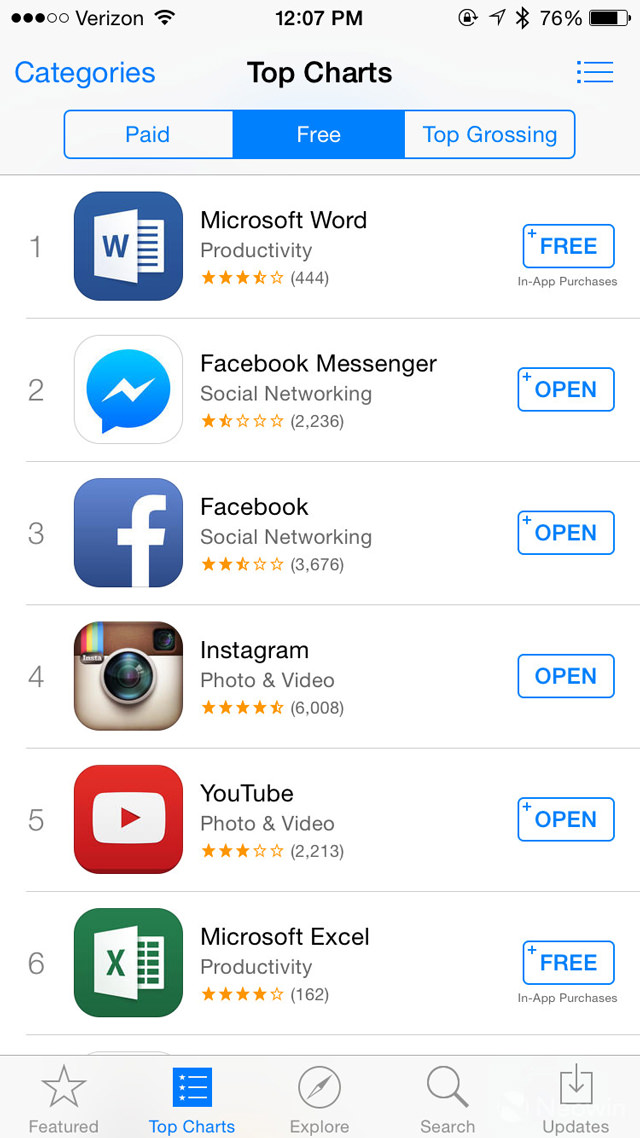 Verizon 12:07 PM 76%
Categories Top Charts
Paid Free Top Grossing
1 Microsoft Word
Productivity
(444)
+ FREE
In-App Purchases
2 Facebook Messenger
Social Networking
(2,236)
+ OPEN
3 Facebook
Social Networking
(3,676)
+ OPEN
4 Insta Instagram
Photo & Video
(6,008)
OPEN
5 YouTube
Photo & Video
(2,213)
+ OPEN
6 Microsoft Excel
Productivity
(162)
+ FREE
In-App Purchases
Featured Top Charts Explore Search Updates